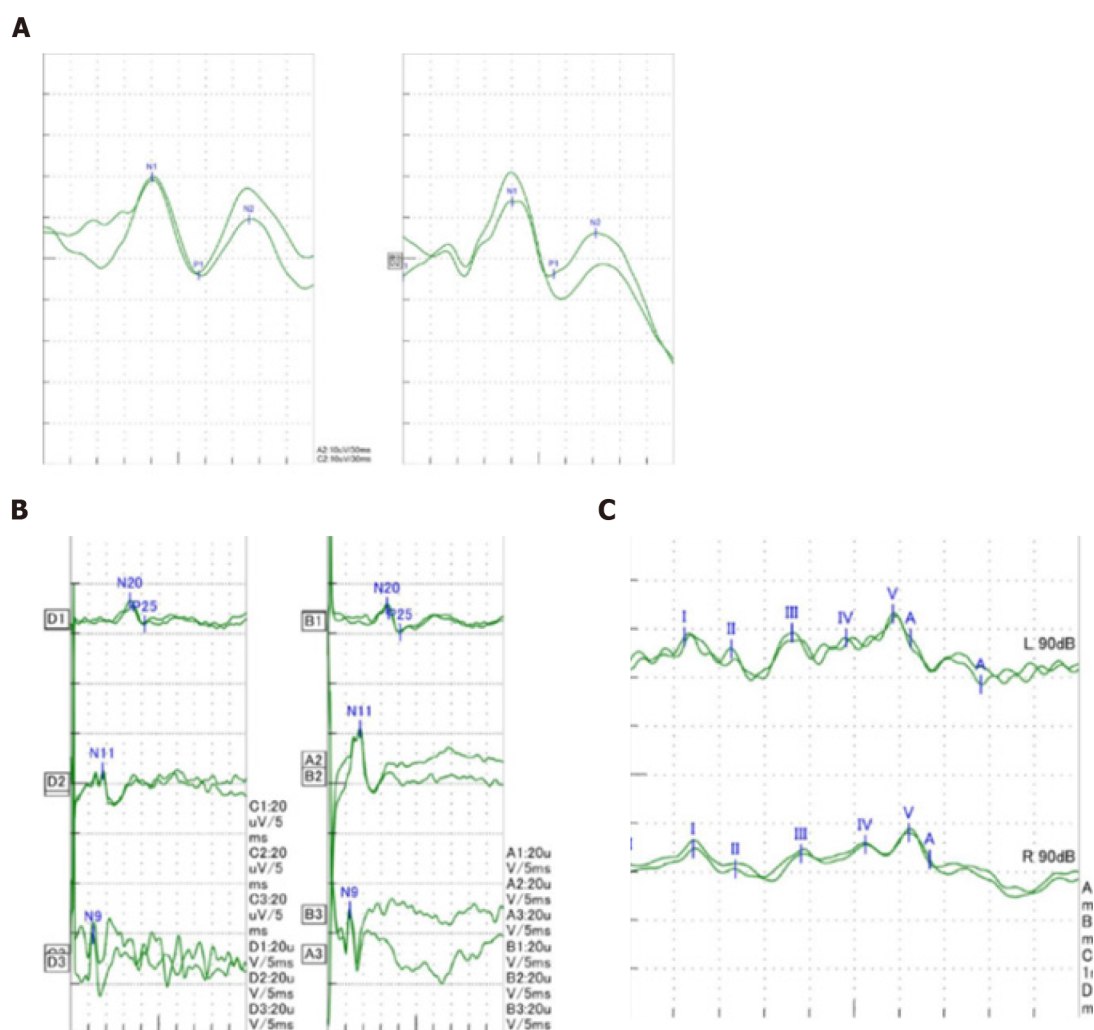 A
N1
P1
N2
A2:10uV/30ms
C2:10uV/30ms
N1
P1
N2
B
N20
P25
D1
N11
D2
N9
D3
C1:20
uV/5
ms
C2:20
uV/5
ms
C3:20
uV/5
ms
D1:20u
V/5ms
D2:20u
V/5ms
D3:20u
V/5ms
N20
P25
B1
N11
A2
B2
N9
B3
A3
A1:20u
V/5ms
A2:20u
V/5ms
A3:20u
V/5ms
B1:20u
V/5ms
B2:20u
V/5ms
B3:20u
V/5ms
C
I
II
III
IV
V
A
A
L 90dB
I
I
II
III
IV
V
A
R 90dB
A
m
B
m
C
1
D
m